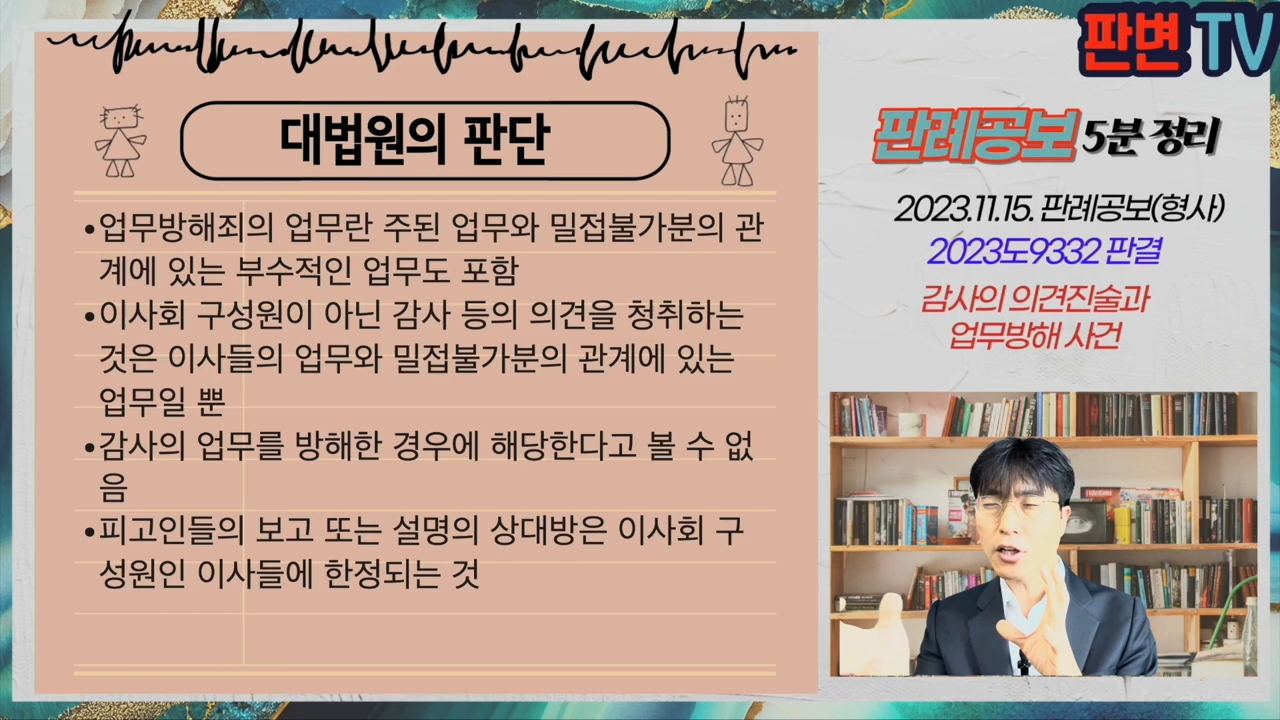 판변 TV
대법원의 판단
•업무방해죄의 업무란 주된 업무와 밀접불가분의 관
계에 있는 부수적인 업무도 포함
•이사회 구성원이 아닌 감사 등의 의견을 청취하는
것은 이사들의 업무와 밀접불가분의 관계에 있는
업무일 뿐
•감사의 업무를 방해한 경우에 해당한다고 볼 수 없
음
•피고인들의 보고 또는 설명의 상대방은 이사회 구
성원인 이사들에 한정되는 것
판례공보 5분 정리
2023.11.15. 판례공보(형사)
2023도9332 판결
감사의 의견진술과
업무방해 사건